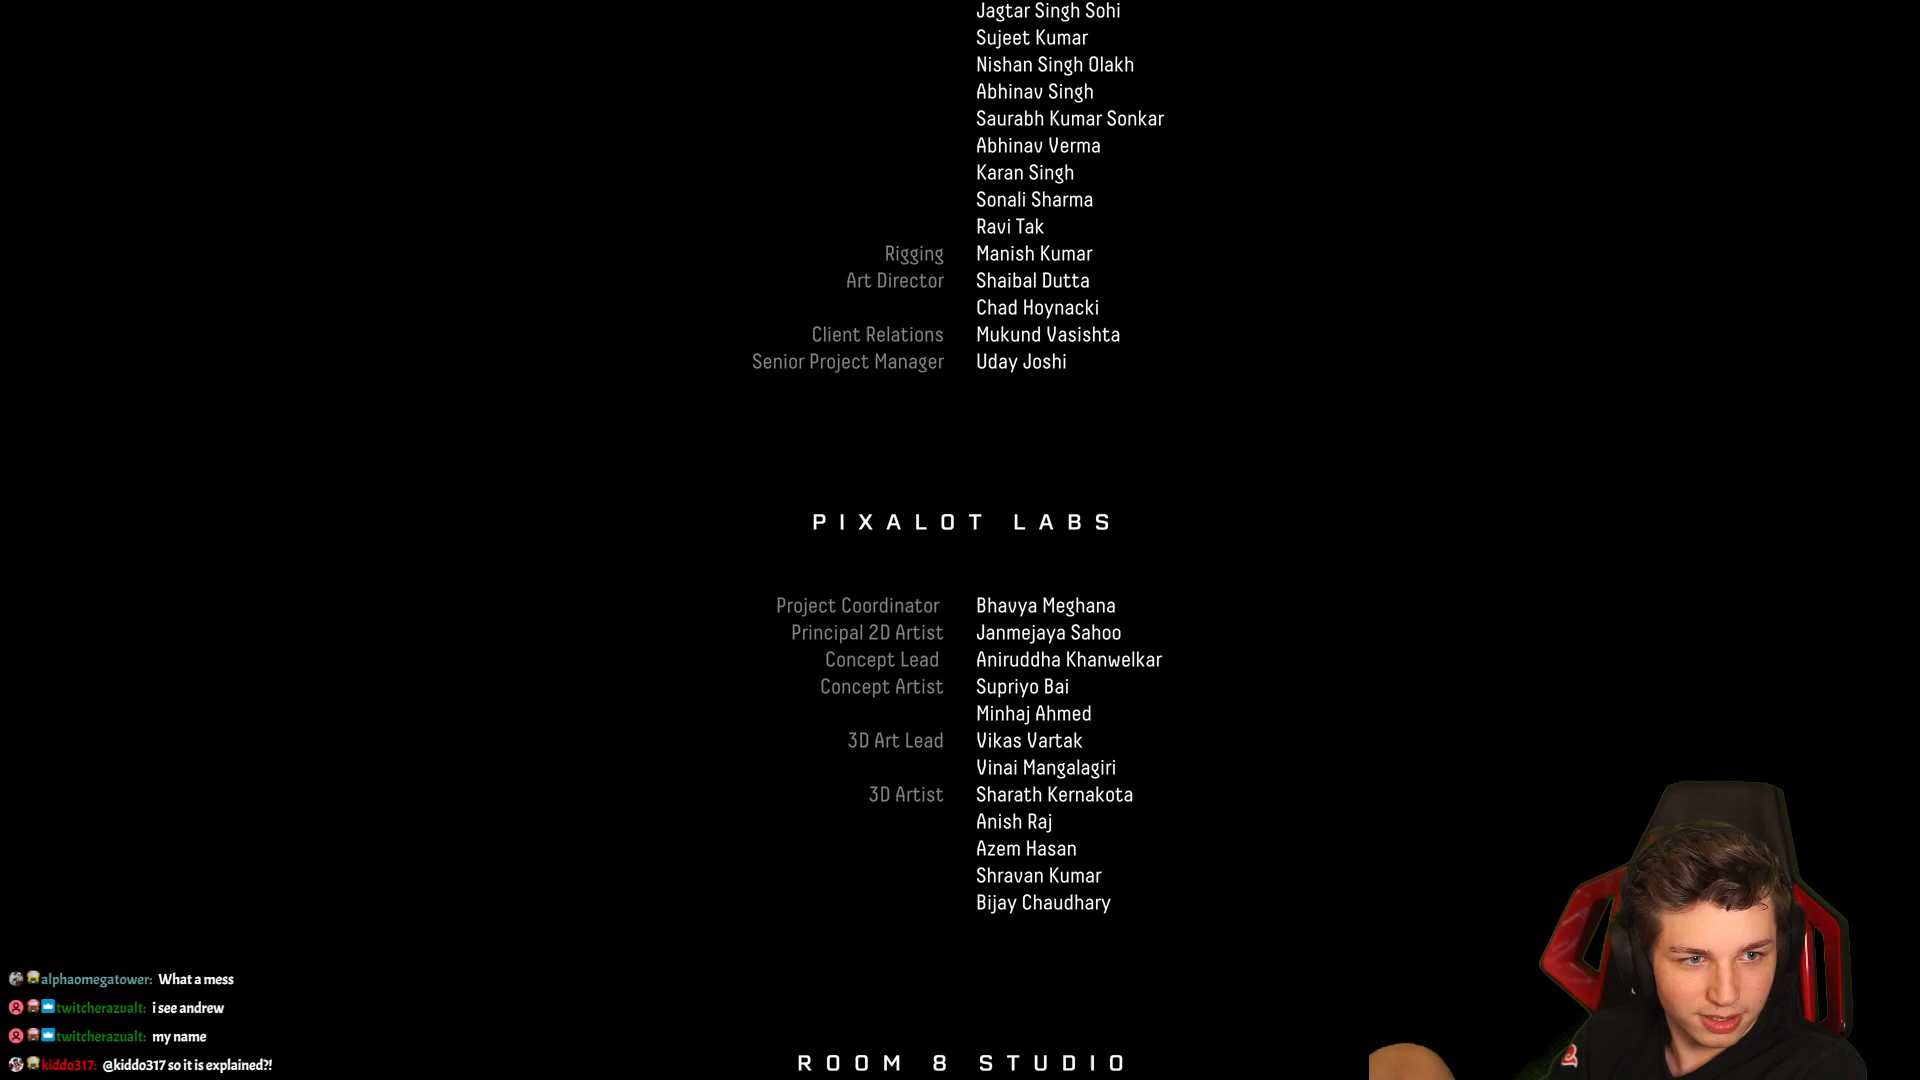 Jagtar Singh Sohi
Sujeet Kumar
Nishan Singh Olakh
Abhinav Singh
Saurabh Kumar Sonkar
Abhinav Verma
Karan Singh
Sonali Sharma
Ravi Tak
Rigging Manish Kumar
Art Director Shaibal Dutta
Chad Hoynacki
Client Relations Mukund Vasishta
Senior Project Manager Uday Joshi
PIXALOT LABS
Project Coordinator Bhavya Meghana
Principal 2D Artist Janmejaya Sahoo
Concept Lead Aniruddha Khanwelkar
Concept Artist Supriyo Bai
Minhaj Ahmed
3D Art Lead Vikas Vartak
Vinai Mangalagiri
3D Artist Sharath Kernakota
Anish Raj
Azem Hasan
Shravan Kumar
Bijay Chaudhary
alphaomegatower: What a mess
twitcherazualt: i see andrew
twitcherazualt: my name
kiddo317: @kiddo317 so it is explained?!
ROOM 8 STUDIO